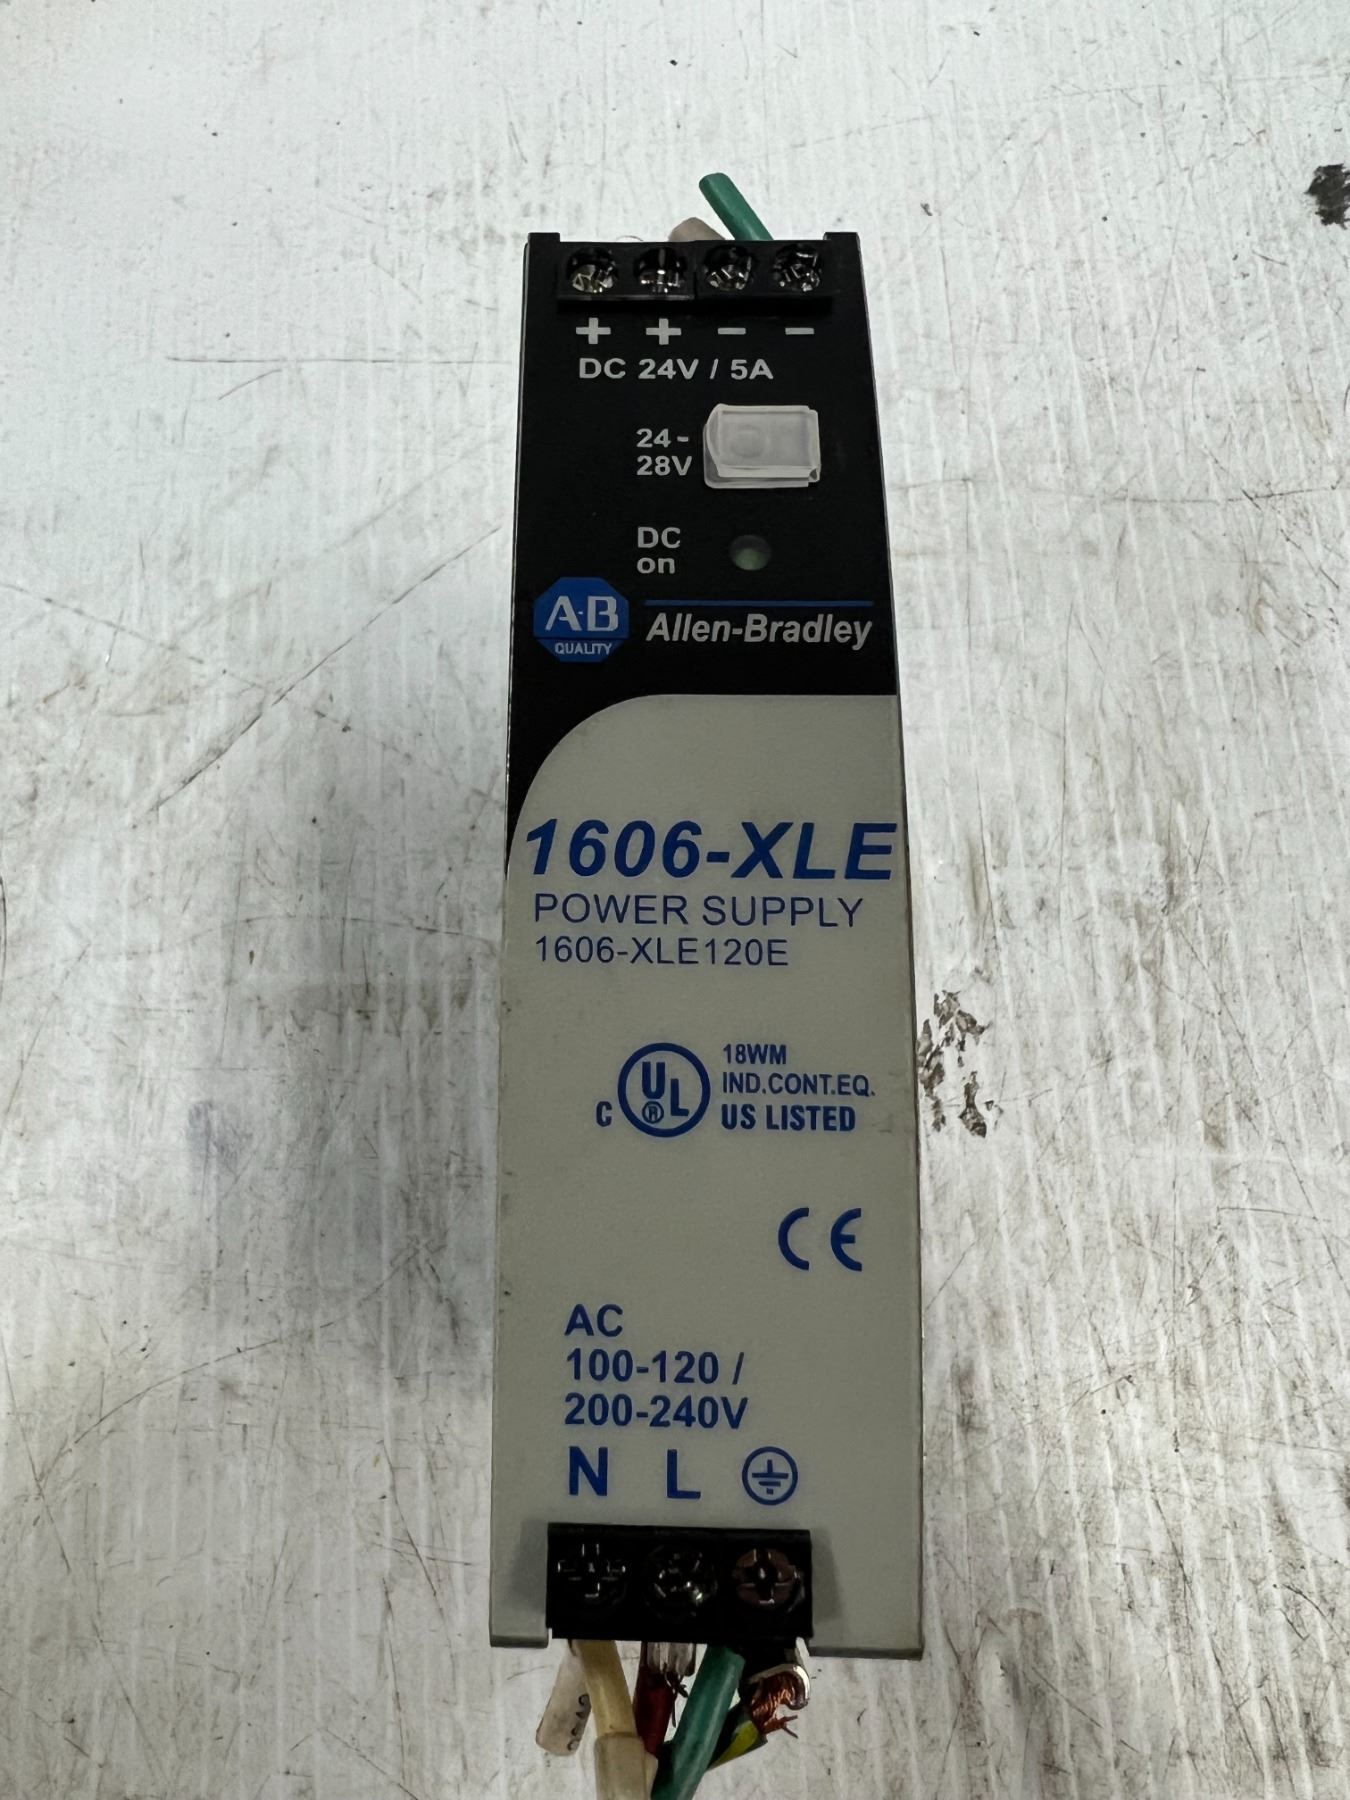 + + − −
DC 24V / 5A
24-
28V
DC
on
A-B
QUALITY
Allen-Bradley
1606-XLE
POWER SUPPLY
1606-XLE120E
C UL ®
18WM
IND.CONT.EQ.
US LISTED
CE
AC
100-120 /
200-240V
N L